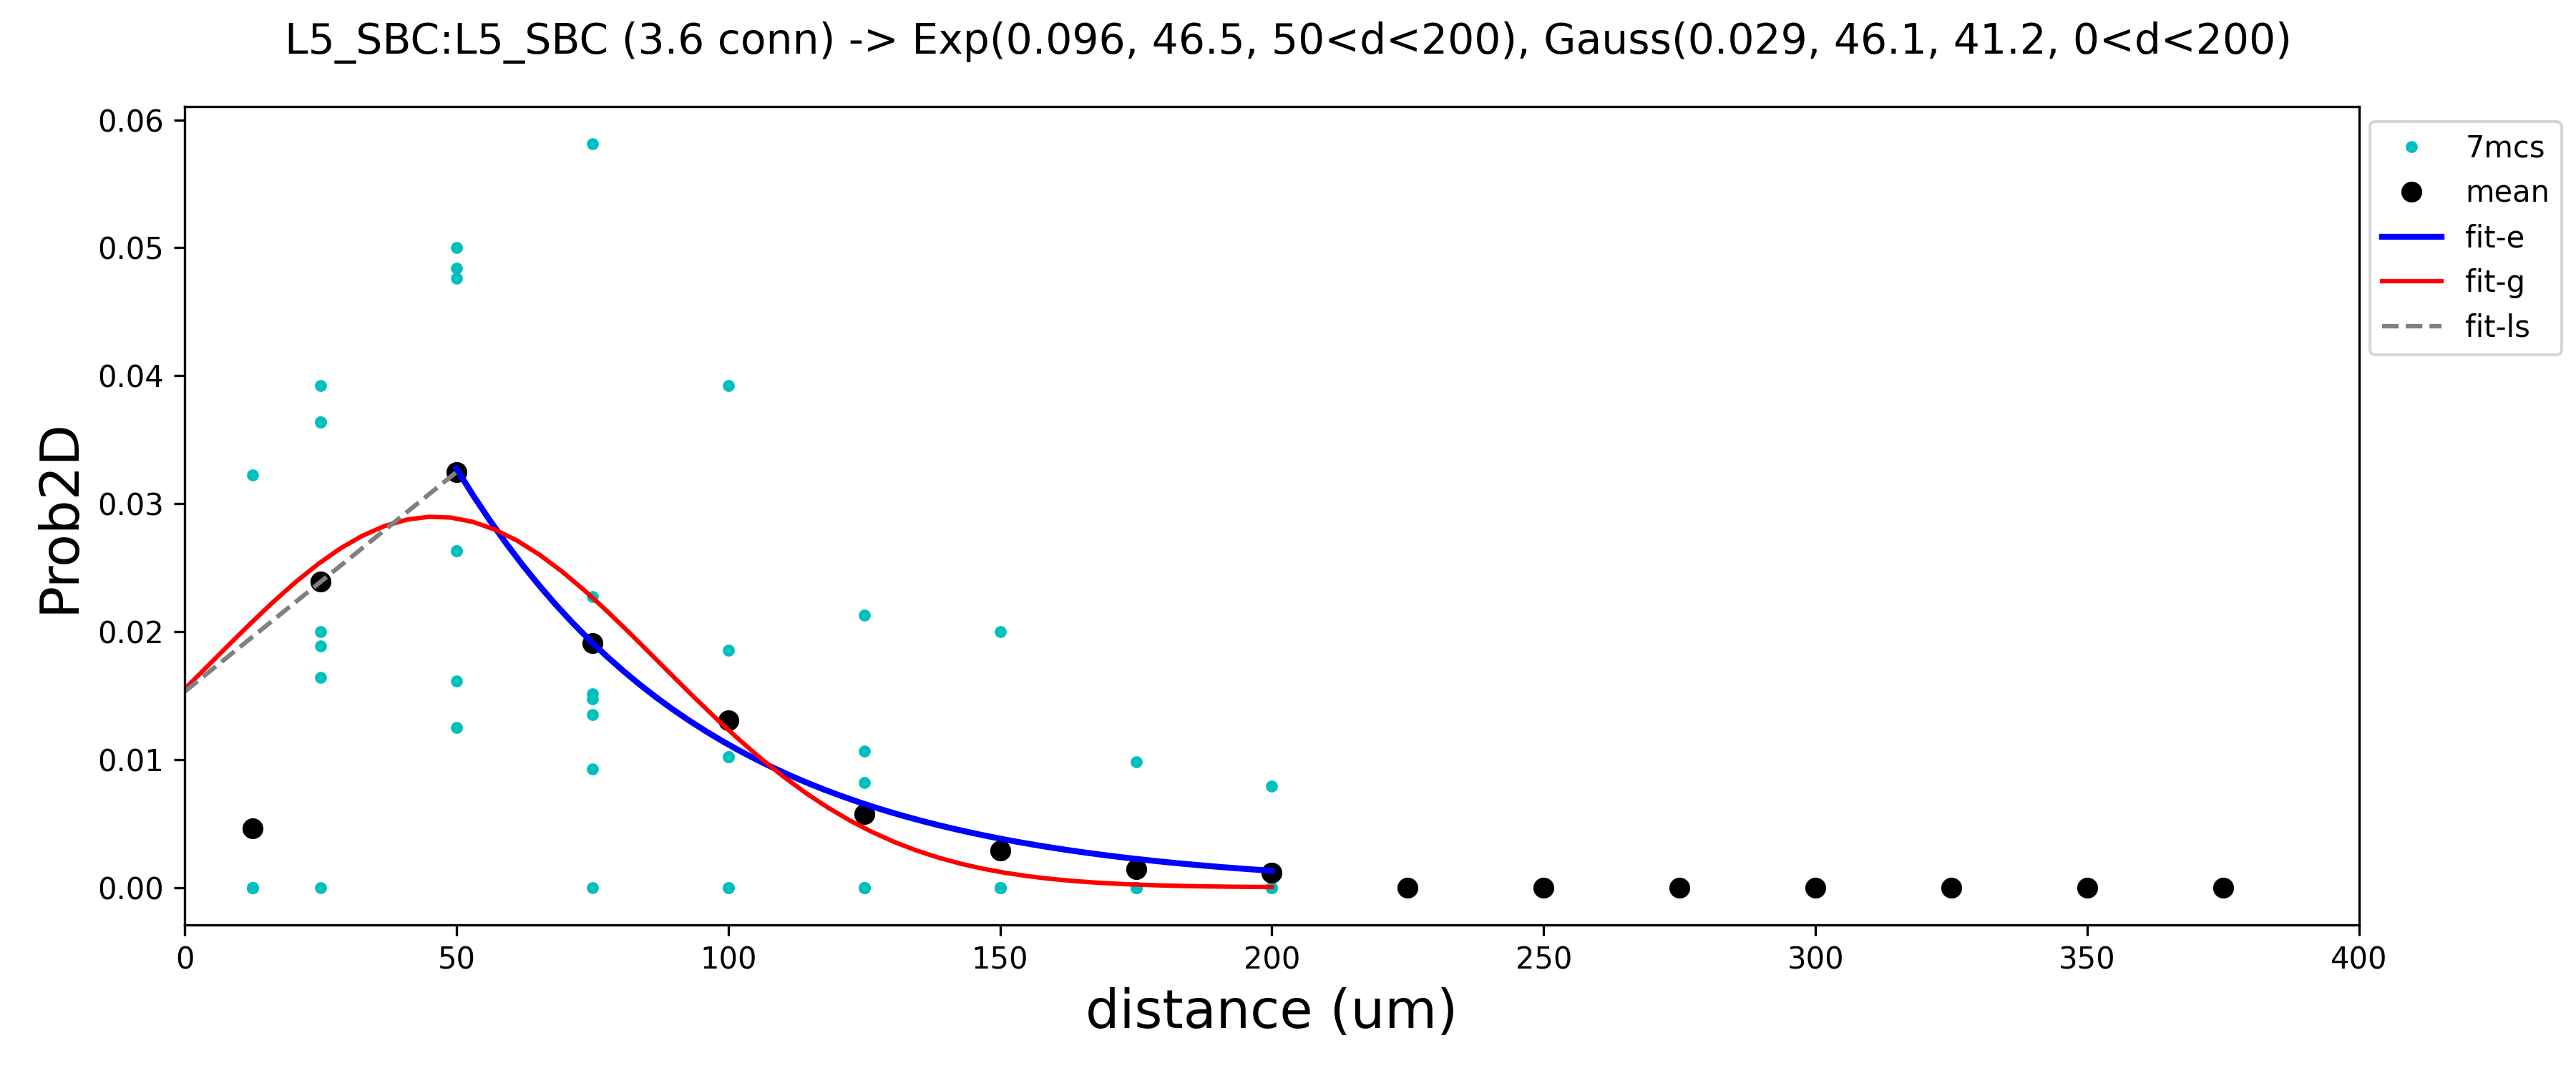 L5_SBC:L5_SBC (3.6 conn) -> Exp(0.096, 46.5, 50<d<200), Gauss(0.029, 46.1, 41.2, 0<d<200)
0.06
0.05
0.04
0.03
0.02
0.01
0.00
Prob2D
0 50 100 150 200 250 300 350 400
distance (um)
7mcs
mean
fit-e
fit-g
fit-ls